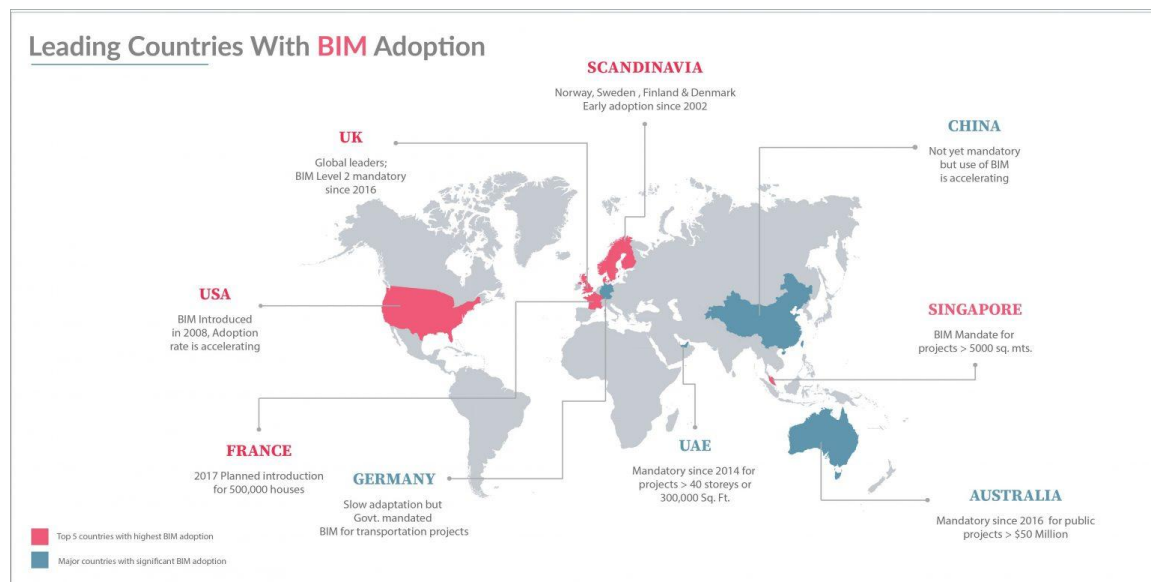 Leading Countries With BIM Adoption
SCANDINAVIA
Norway, Sweden , Finland & Denmark
Early adoption since 2002
UK
Global leaders;
BIM Level 2 mandatory
since 2016
CHINA
Not yet mandatory
but use of BIM
is accelerating
USA
BIM Introduced
in 2008, Adoption
rate is accelerating
SINGAPORE
BIM Mandate for
projects > 5000 sq. mts.
FRANCE
2017 Planned introduction
for 500,000 houses
GERMANY
Slow adaptation but
Govt. mandated
BIM for transportation projects
UAE
Mandatory since 2014 for
projects > 40 storeys or
300,000 Sq. Ft.
AUSTRALIA
Mandatory since 2016 for public
projects > $50 Million
Top 5 countries with highest BIM adoption
Major countries with significant BIM adoption